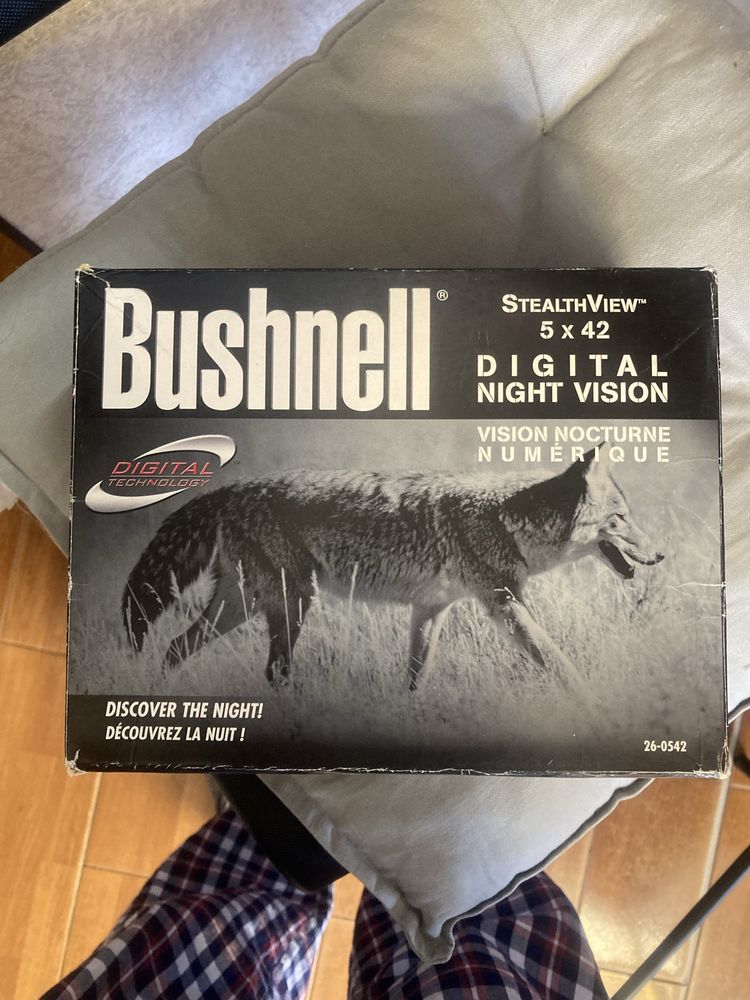 Bushnell®
STEALTHVIEW™
5 x 42
DIGITAL
NIGHT VISION
VISION NOCTURNE
NUMÉRIQUE
DIGITAL
TECHNOLOGY
DISCOVER THE NIGHT!
DÉCOUVREZ LA NUIT !
26-0542